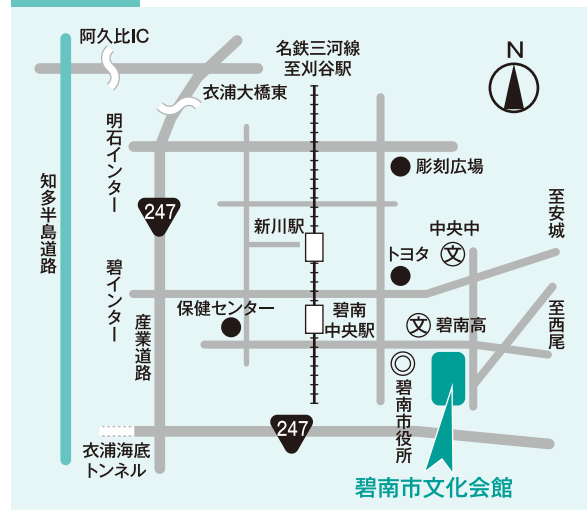 阿久比IC
名鉄三河線
至刈谷駅
N
衣浦大橋東
明石インター
彫刻広場
知多半島道路
247
新川駅
中央中
文
至安城
トヨタ
碧インター
保健センター
碧南
中央駅
文
碧南高
至西尾
産業道路
碧南市役所
247
衣浦海底
トンネル
碧南市文化会館